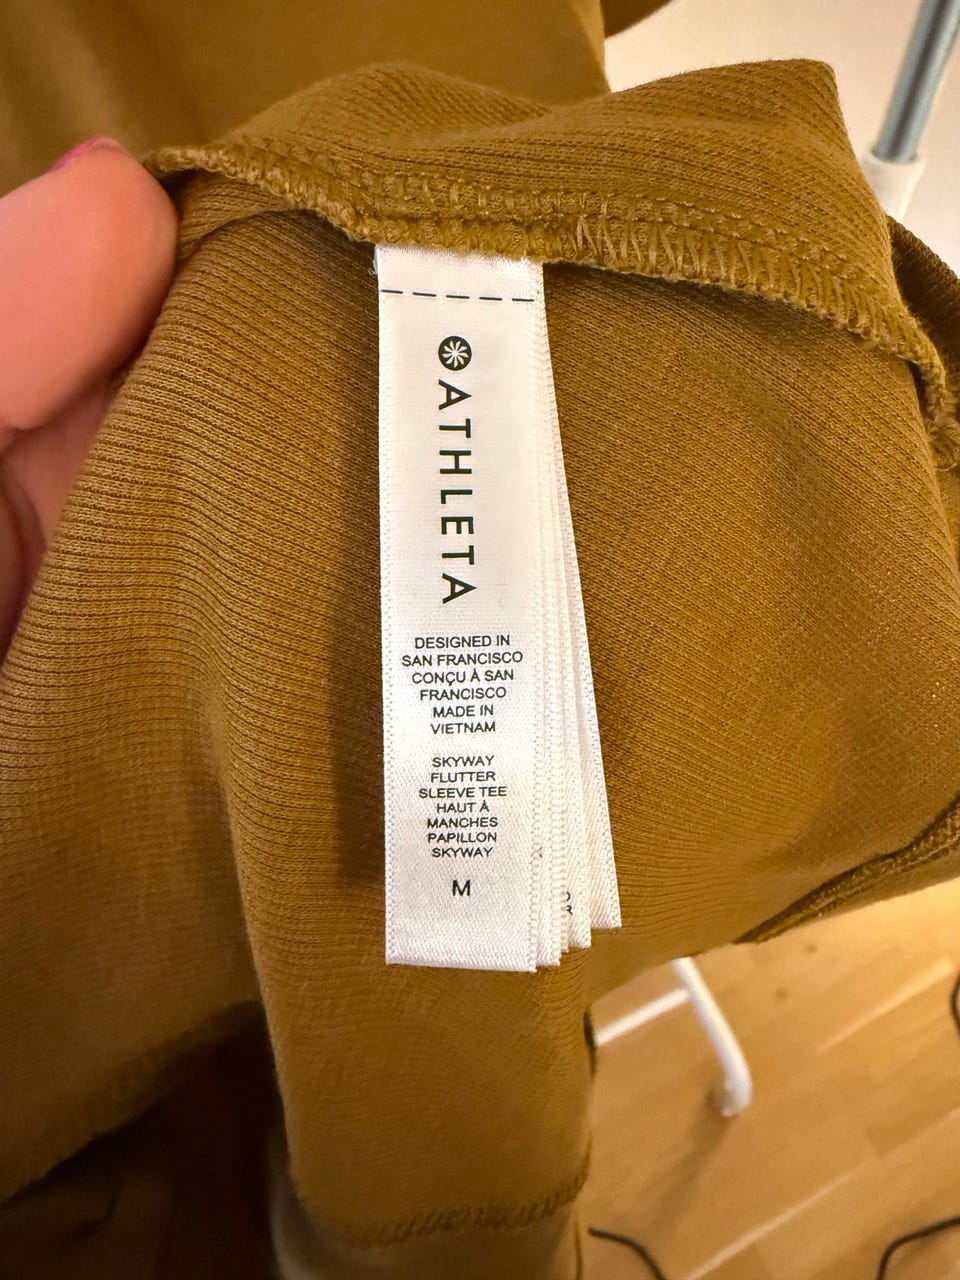 ATHLETA
DESIGNED IN
SAN FRANCISCO
CONÇU À SAN
FRANCISCO
MADE IN
VIETNAM
SKYWAY
FLUTTER
SLEEVE TEE
HAUT À
MANCHES
PAPILLON
SKYWAY
M